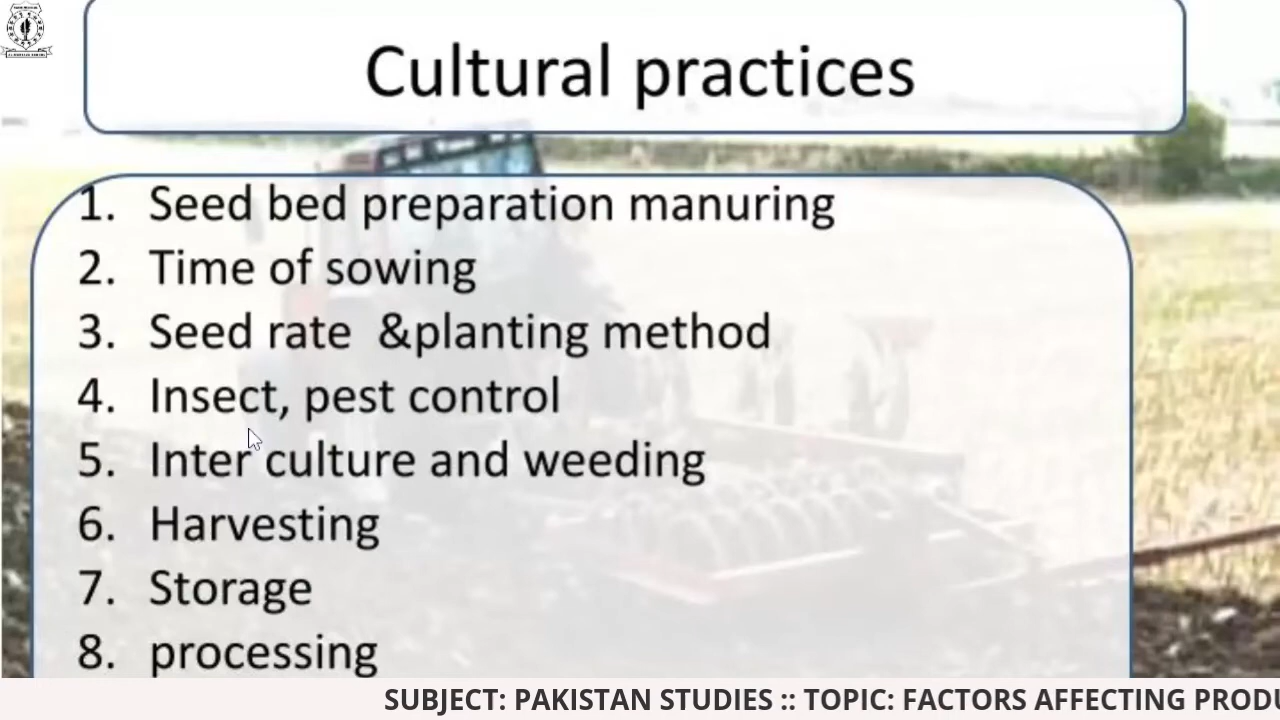 Cultural practices
1. Seed bed preparation manuring
2. Time of sowing
3. Seed rate &planting method
4. Insect, pest control
5. Inter culture and weeding
6. Harvesting
7. Storage
8. processing
SUBJECT: PAKISTAN STUDIES :: TOPIC: FACTORS AFFECTING